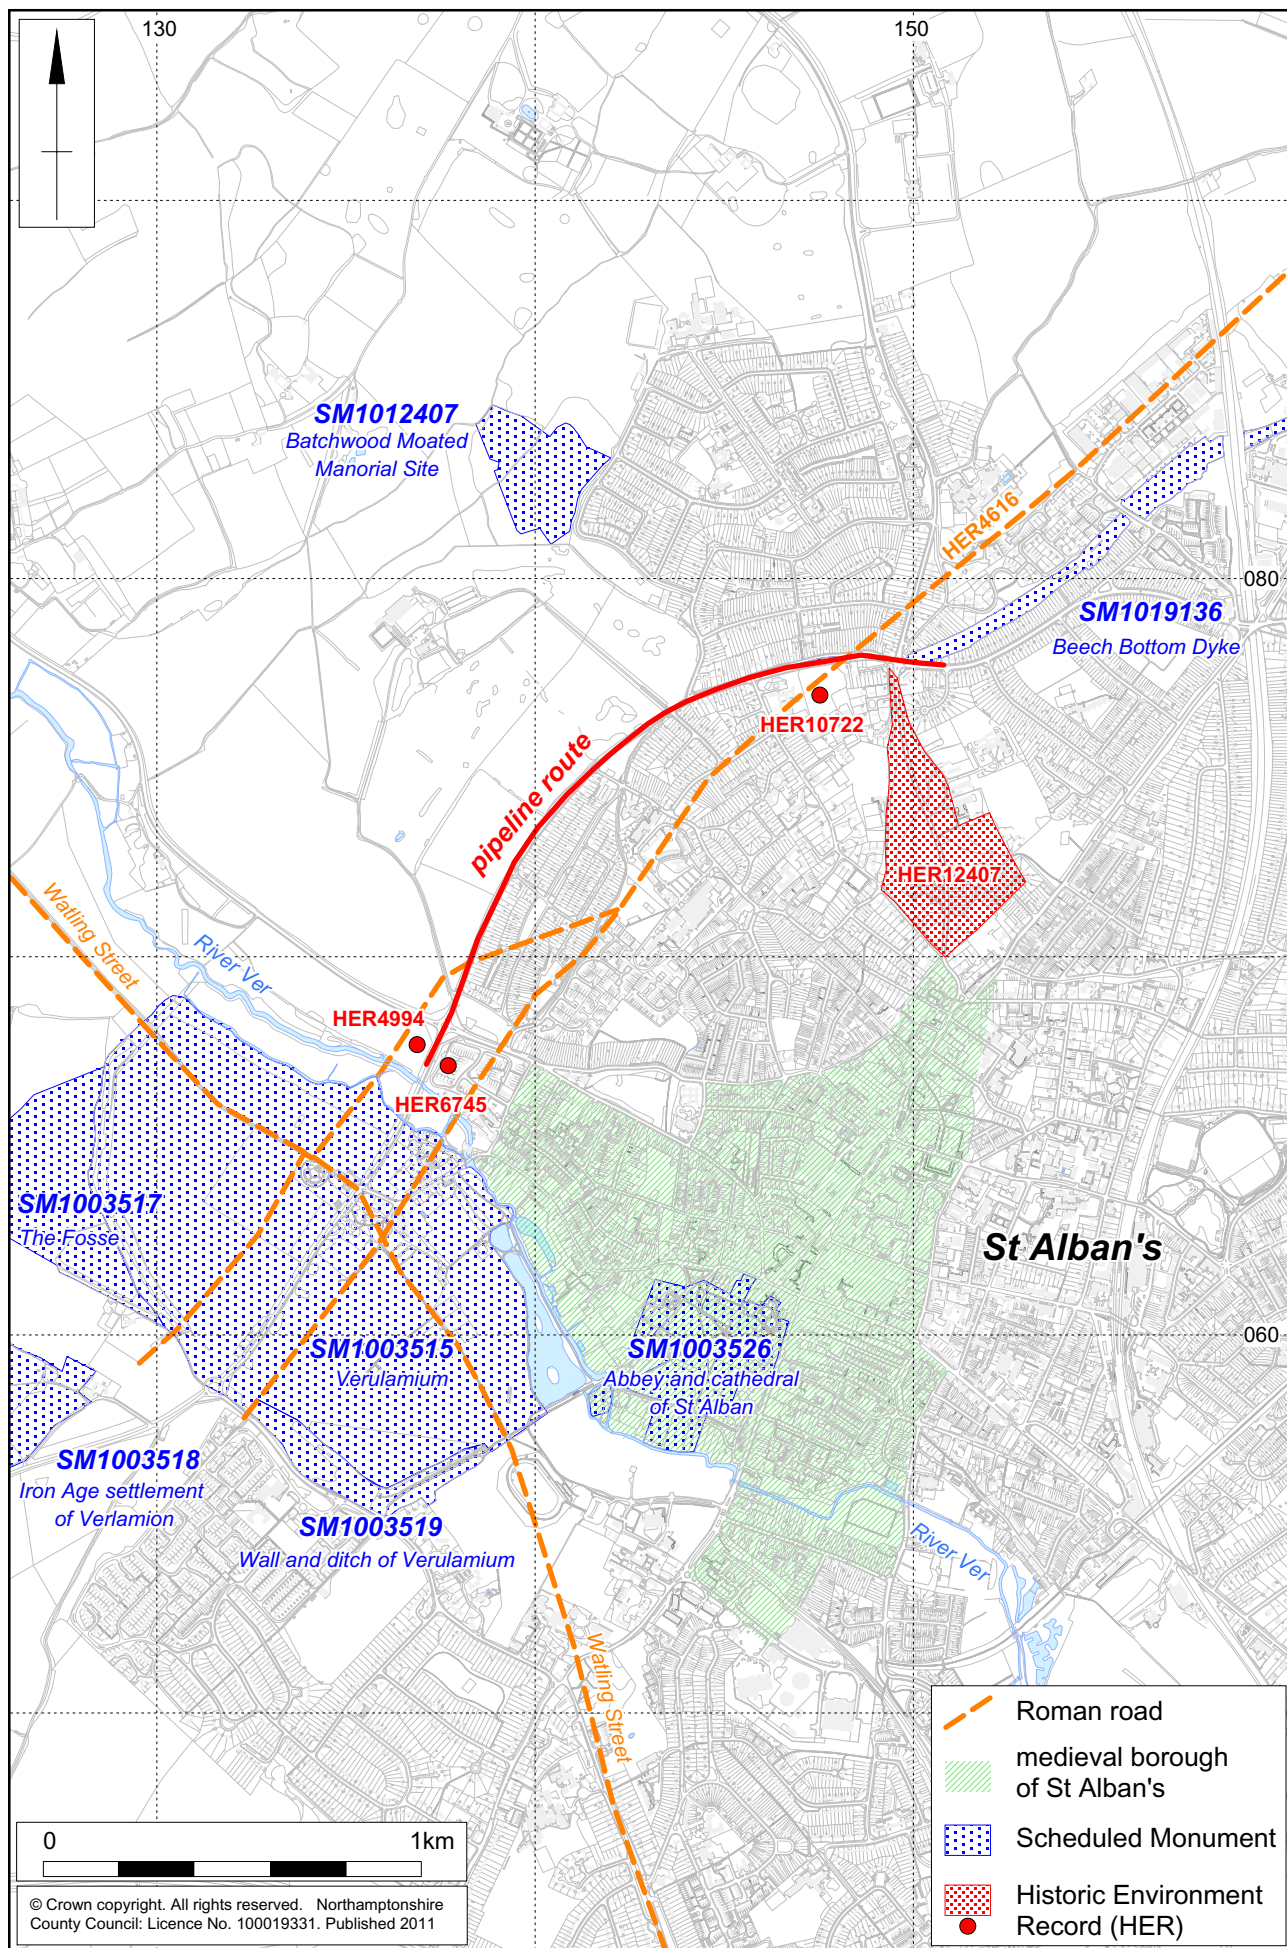 130
150
SM1012407
Batchwood Moated
Manorial Site
HER4616
080
SM1019136
Beech Bottom Dyke
HER10722
pipeline route
HER12407
Watling Street
River Ver
HER4994
HER6745
SM1003517
The Fosse
St Alban's
SM1003515
Verulamium
SM1003526
Abbey and cathedral
of St Alban
060
SM1003518
Iron Age settlement
of Verlamion
SM1003519
Wall and ditch of Verulamium
River Ver
Watling Street
Roman road
medieval borough
of St Alban's
Scheduled Monument
Historic Environment
Record (HER)
0 1km
© Crown copyright. All rights reserved. Northamptonshire
County Council: Licence No. 100019331. Published 2011